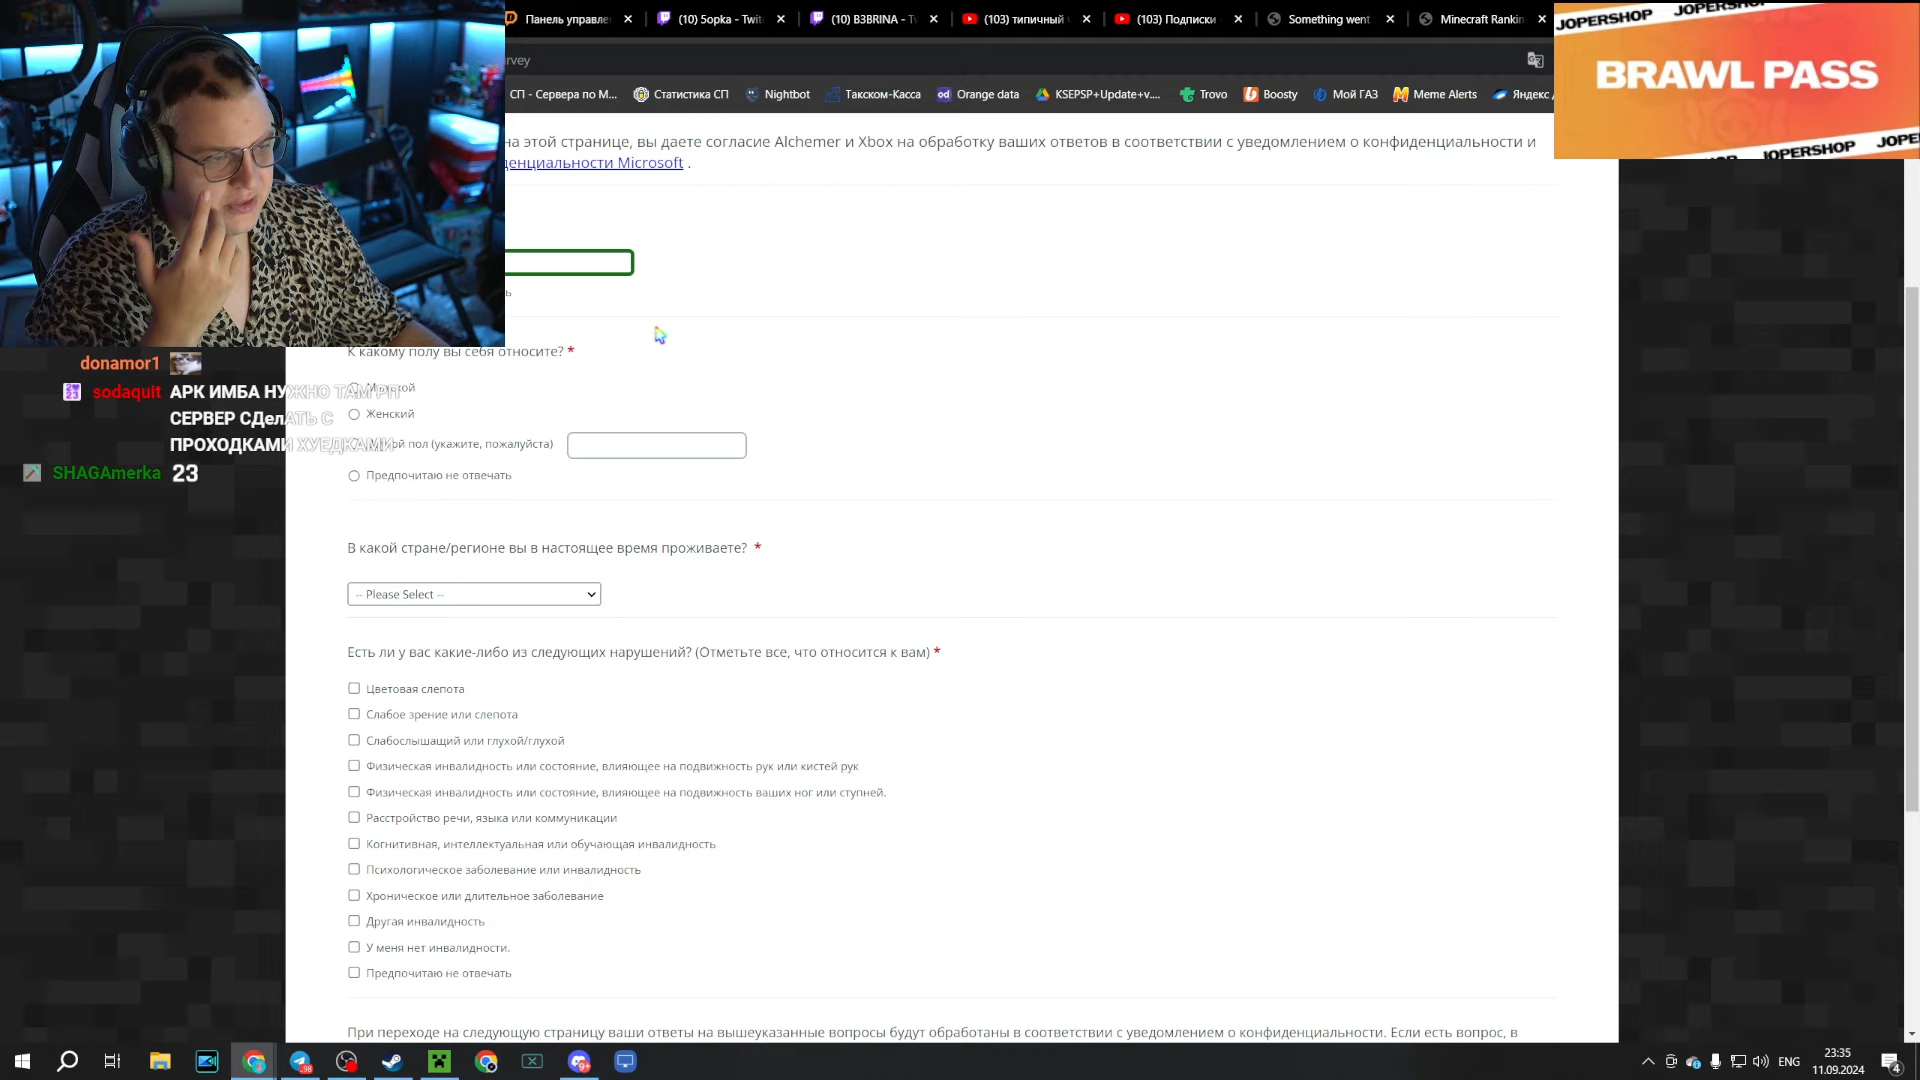 Панель управле
(10) 5opka - Twit
(10) B3BRINA - T
(103) типичный
(103) Подписки
Something went
Minecraft Rankin
rvey
СП - Сервера по М...
Статистика СП
Nightbot
Такском-Касса
Orange data
KSEPSP+Update+v....
Trovo
Boosty
Мой ГАЗ
Meme Alerts
Яндекс
JOPERSHOP
JOPERSHOP
BRAWL PASS
JOPERSHOP
на этой странице, вы даете согласие Alchemer и Xbox на обработку ваших ответов в соответствии с уведомлением о конфиденциальности и
денциальности Microsoft .
ь
К какому полу вы себя относите? *
Женский
пол (укажите, пожалуйста)
Предпочитаю не отвечать
donamor1
sodaquit АРК ИМБА НУЖНО ТАМ РП
СЕРВЕР СДелАТЬ С
ПРОХОДКАМИ ХУЕДКАМИ
SHAGAmerka 23
В какой стране/регионе вы в настоящее время проживаете? *
-- Please Select --
Есть ли у вас какие-либо из следующих нарушений? (Отметьте все, что относится к вам) *
Цветовая слепота
Слабое зрение или слепота
Слабослышащий или глухой/глухой
Физическая инвалидность или состояние, влияющее на подвижность рук или кистей рук
Физическая инвалидность или состояние, влияющее на подвижность ваших ног или ступней.
Расстройство речи, языка или коммуникации
Когнитивная, интеллектуальная или обучающая инвалидность
Психологическое заболевание или инвалидность
Хроническое или длительное заболевание
Другая инвалидность
У меня нет инвалидности.
Предпочитаю не отвечать
При переходе на следующую страницу ваши ответы на вышеуказанные вопросы будут обработаны в соответствии с уведомлением о конфиденциальности. Если есть вопрос, в
ENG
23:35
11.09.2024
4